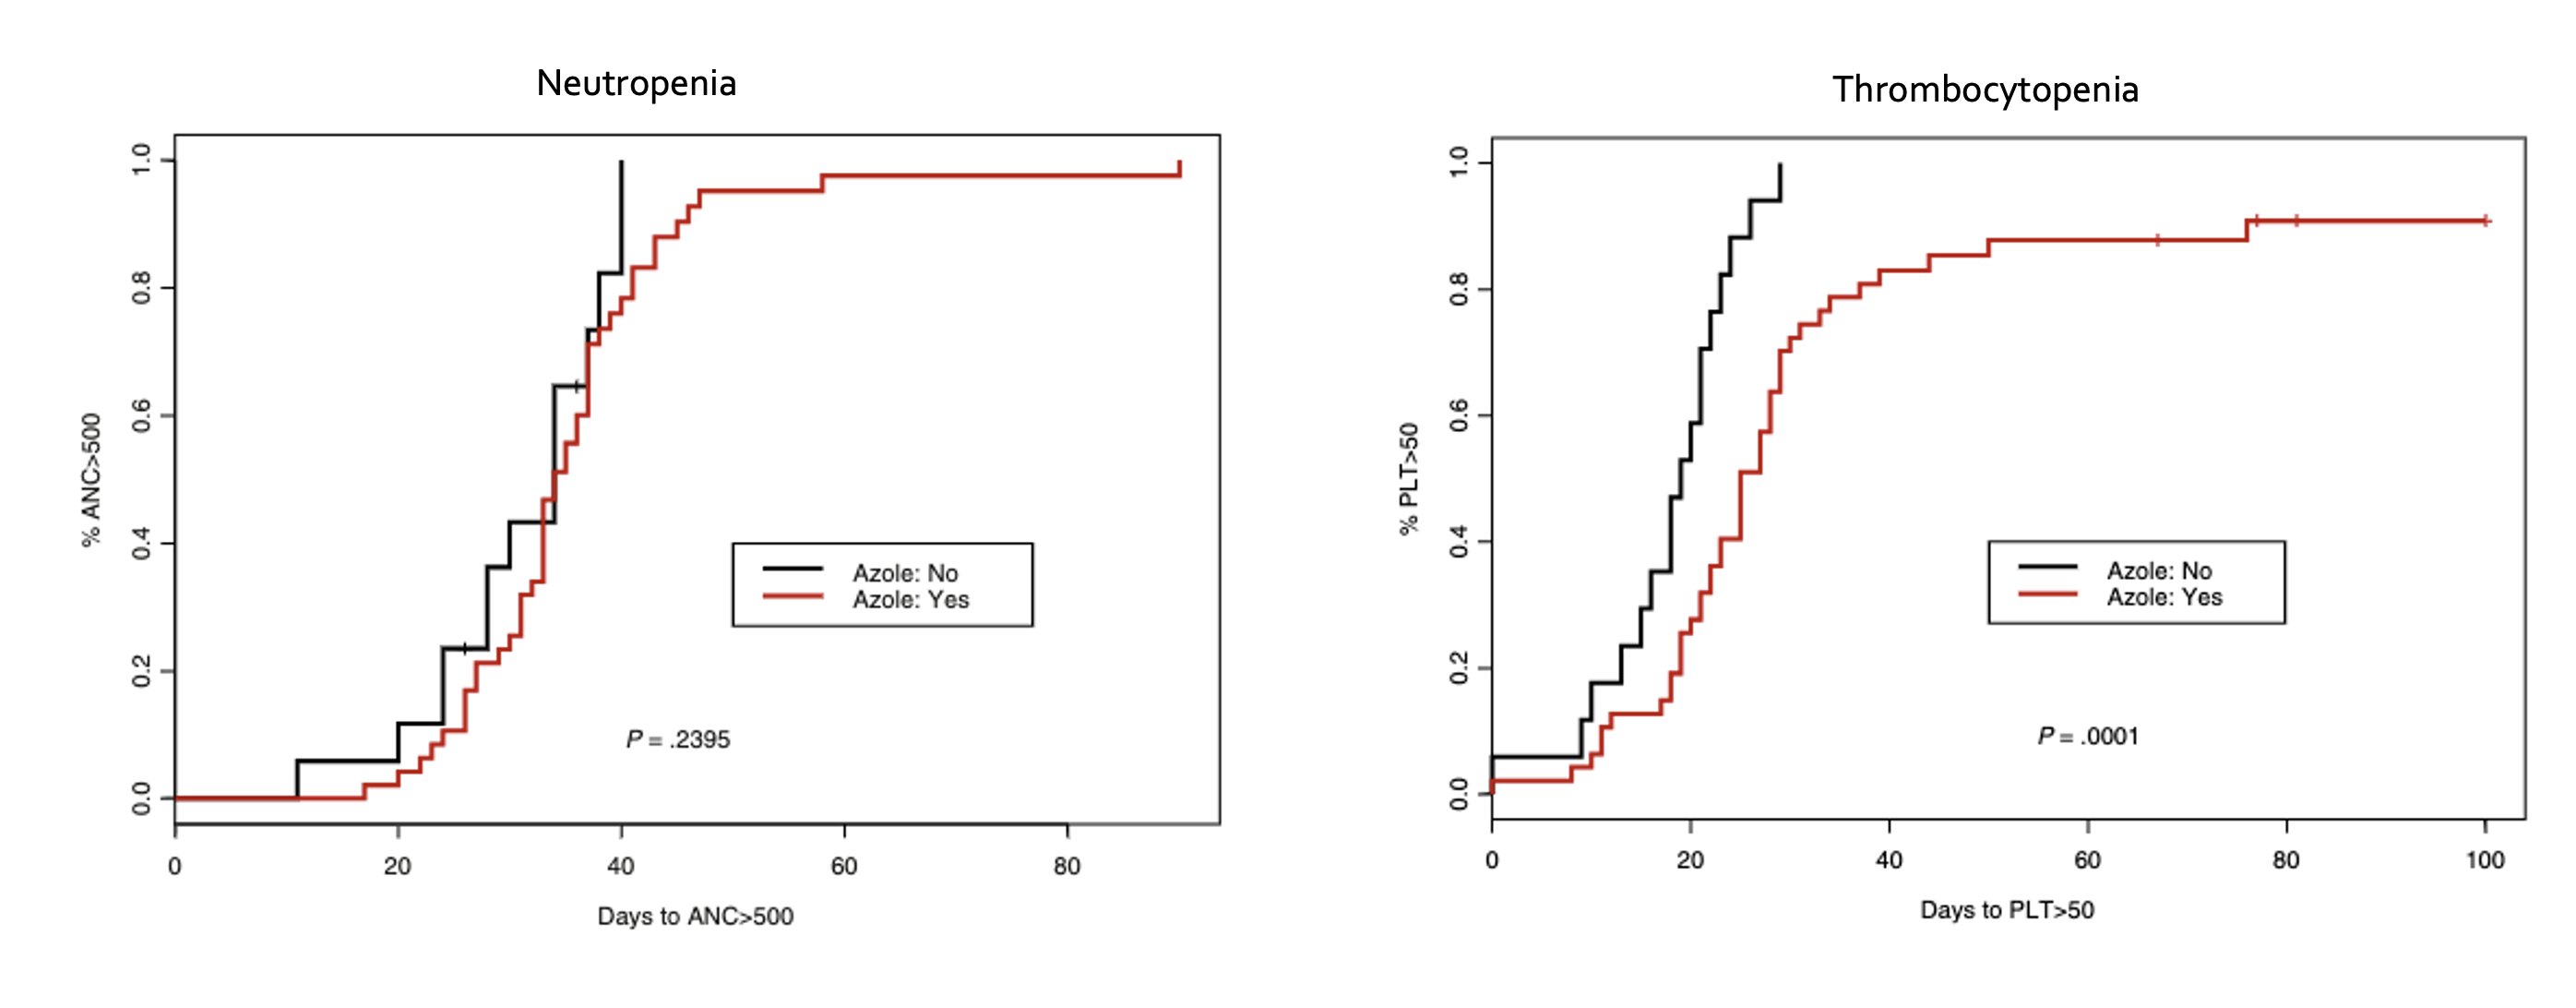 Neutropenia
% ANC>500
1.0
0.8
0.6
0.4
0.2
0.0
Azole: No
Azole: Yes
P = .2395
0 20 40 60 80
Days to ANC>500
Thrombocytopenia
% PLT>50
1.0
0.8
0.6
0.4
0.2
0.0
Azole: No
Azole: Yes
P = .0001
0 20 40 60 80 100
Days to PLT>50